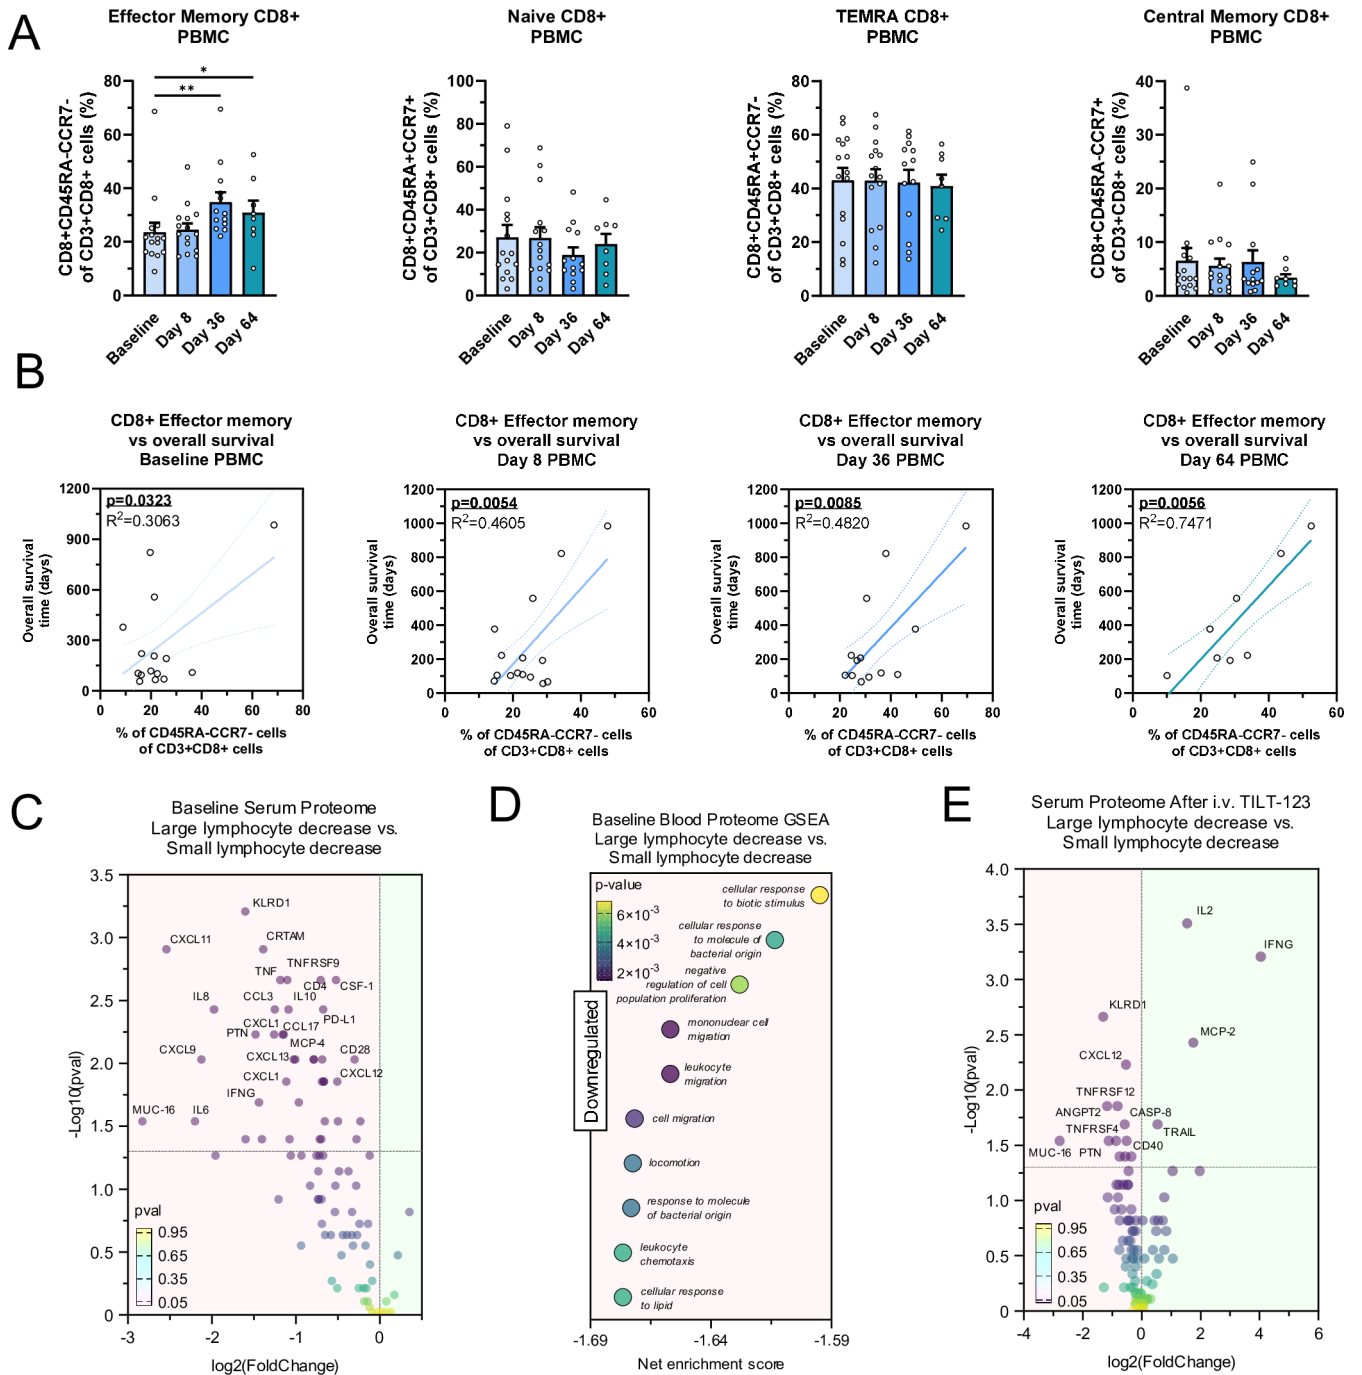 A
Effector Memory CD8+
PBMC
CD8+CD45RA-CCR7-
of CD3+CD8+ cells (%)
80
60
40
20
0
*
**
Baseline
Day 8
Day 36
Day 64
Naive CD8+
PBMC
CD8+CD45RA+CCR7+
of CD3+CD8+ cells (%)
100
80
60
40
20
0
Baseline
Day 8
Day 36
Day 64
TEMRA CD8+
PBMC
CD8+CD45RA+CCR7-
of CD3+CD8+ cells (%)
80
60
40
20
0
Baseline
Day 8
Day 36
Day 64
Central Memory CD8+
PBMC
CD8+CD45RA-CCR7+
of CD3+CD8+ cells (%)
40
30
20
10
0
Baseline
Day 8
Day 36
Day 64
B
CD8+ Effector memory
vs overall survival
Baseline PBMC
p=0.0323
R2=0.3063
Overall survival
time (days)
1200
900
600
300
0
0 20 40 60 80
% of CD45RA-CCR7- cells
of CD3+CD8+ cells
CD8+ Effector memory
vs overall survival
Day 8 PBMC
p=0.0054
R2=0.4605
Overall survival
time (days)
1200
1000
800
600
400
200
0
0 20 40 60
% of CD45RA-CCR7- cells
of CD3+CD8+ cells
CD8+ Effector memory
vs overall survival
Day 36 PBMC
p=0.0085
R2=0.4820
Overall survival
time (days)
1200
1000
800
600
400
200
0
0 20 40 60
% of CD45RA-CCR7- cells
of CD3+CD8+ cells
CD8+ Effector memory
vs overall survival
Day 64 PBMC
p=0.0056
R2=0.7471
Overall survival
time (days)
1200
1000
800
600
400
200
0
0 20 40 60
% of CD45RA-CCR7- cells
of CD3+CD8+ cells
C
Baseline Serum Proteome
Large lymphocyte decrease vs.
Small lymphocyte decrease
-Log10(pval)
3.5
3.0
2.5
2.0
1.5
1.0
0.5
0
KLRD1
CXCL11
CRTAM
TNF
TNFRSF9
CD4
CSF-1
IL8
CCL3
IL10
PD-L1
PTN
CXCL1
CCL17
MCP-4
CXCL9
CXCL13
CD28
CXCL1
CXCL12
IFNG
MUC-16
IL6
pval
0.95
0.65
0.35
0.05
-3 -2 -1 0
log2(FoldChange)
D
Baseline Blood Proteome GSEA
Large lymphocyte decrease vs.
Small lymphocyte decrease
p-value
6×10-3
4×10-3
2×10-3
Downregulated
cellular response
to biotic stimulus
cellular response
to molecule of
bacterial origin
negative
regulation of cell
population proliferation
mononuclear cell
migration
leukocyte
migration
cell migration
locomotion
response to molecule
of bacterial origin
leukocyte
chemotaxis
cellular response
to lipid
-1.69 -1.64 -1.59
Net enrichment score
E
Serum Proteome After i.v. TILT-123
Large lymphocyte decrease vs.
Small lymphocyte decrease
-Log10(pval)
4.0
3.5
3.0
2.5
2.0
1.5
1.0
0.5
0
IL2
IFNG
KLRD1
MCP-2
CXCL12
TNFRSF12
ANGPT2
CASP-8
TNFRSF4
TRAIL
MUC-16
PTN
CD40
pval
0.95
0.65
0.35
0.05
-4 -2 0 2 4 6
log2(FoldChange)